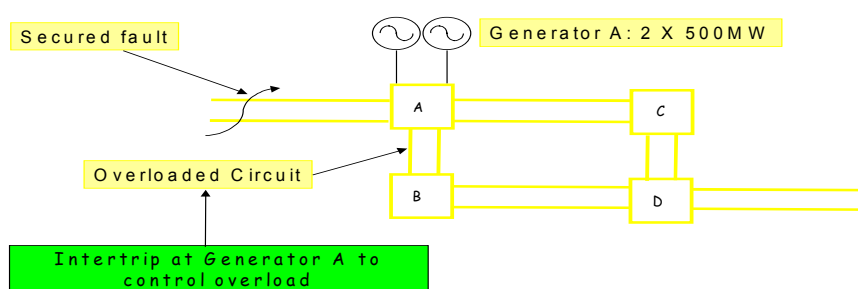 Secured fault
Generator A: 2 X 500MW
A
C
Overloaded Circuit
B
D
Intertrip at Generator A to
control overload